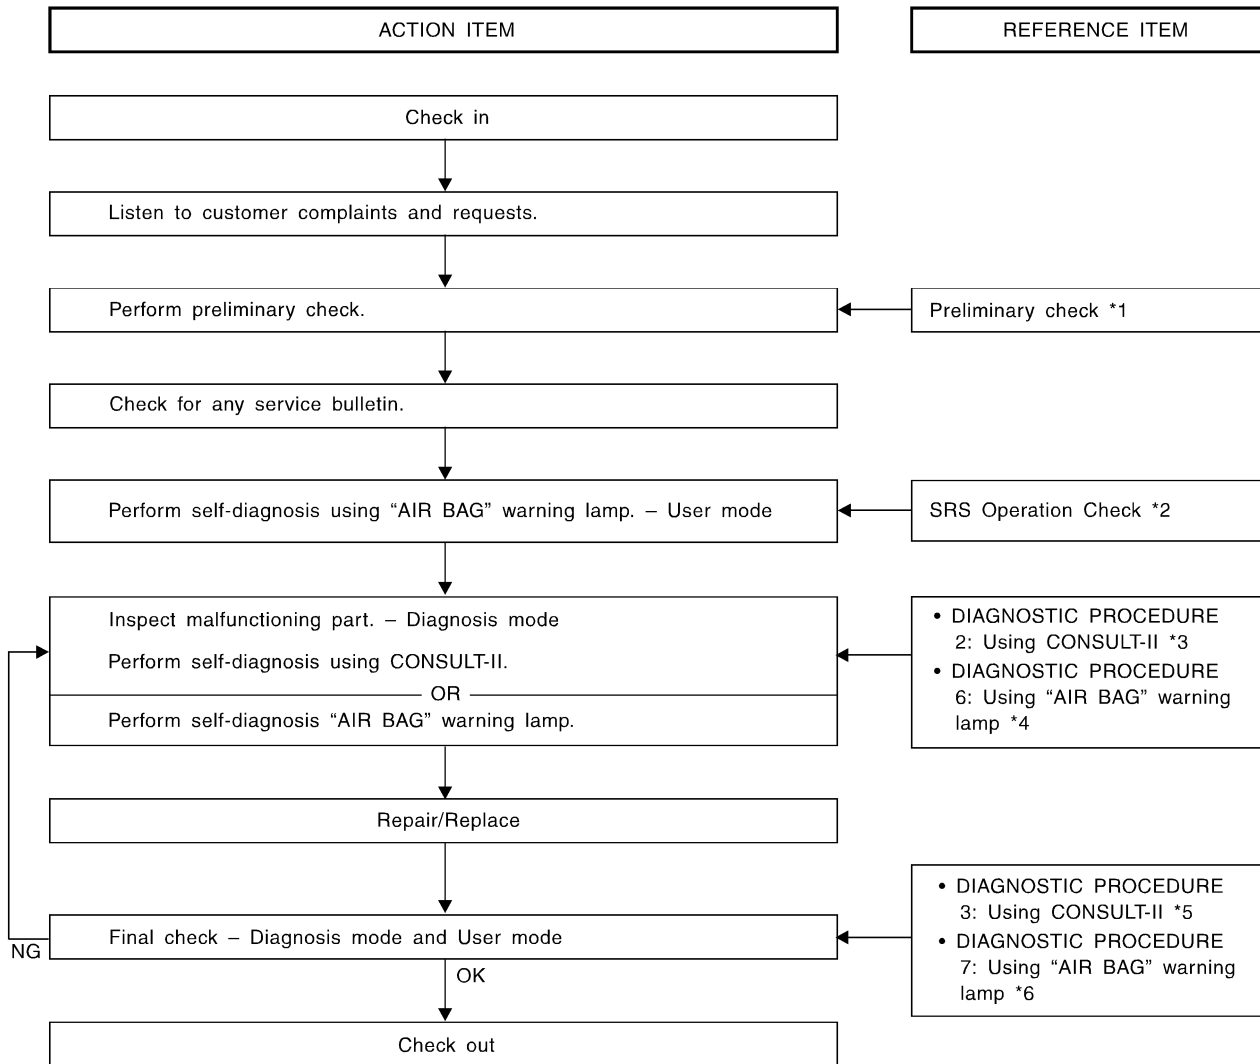 ACTION ITEM
REFERENCE ITEM
Check in
Listen to customer complaints and requests.
Perform preliminary check.
Preliminary check *1
Check for any service bulletin.
Perform self-diagnosis using “AIR BAG” warning lamp. – User mode
SRS Operation Check *2
Inspect malfunctioning part. – Diagnosis mode
Perform self-diagnosis using CONSULT-II.
OR
Perform self-diagnosis “AIR BAG” warning lamp.
• DIAGNOSTIC PROCEDURE
2: Using CONSULT-II *3
• DIAGNOSTIC PROCEDURE
6: Using “AIR BAG” warning
lamp *4
Repair/Replace
Final check – Diagnosis mode and User mode
• DIAGNOSTIC PROCEDURE
3: Using CONSULT-II *5
• DIAGNOSTIC PROCEDURE
7: Using “AIR BAG” warning
lamp *6
NG
OK
Check out